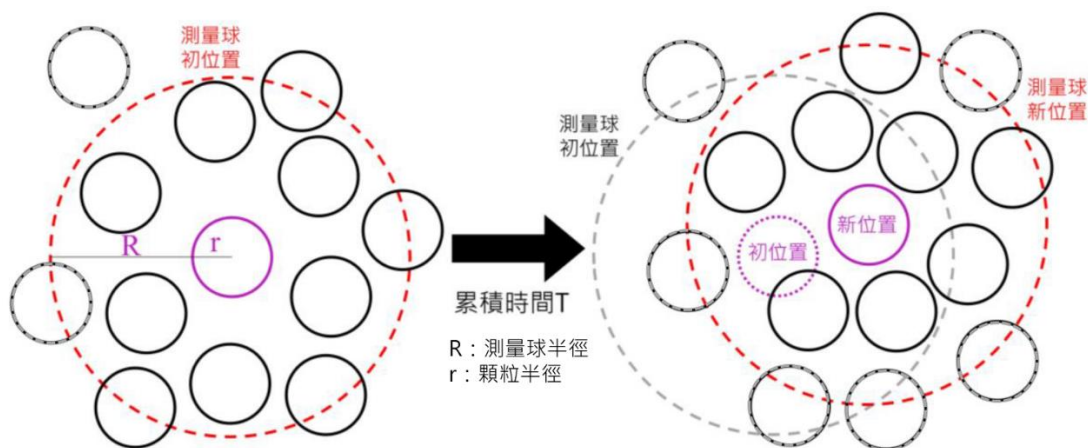 測量球
初位置
R
r
累積時間T
R：測量球半徑
r：顆粒半徑
測量球
初位置
測量球
新位置
新位置
初位置